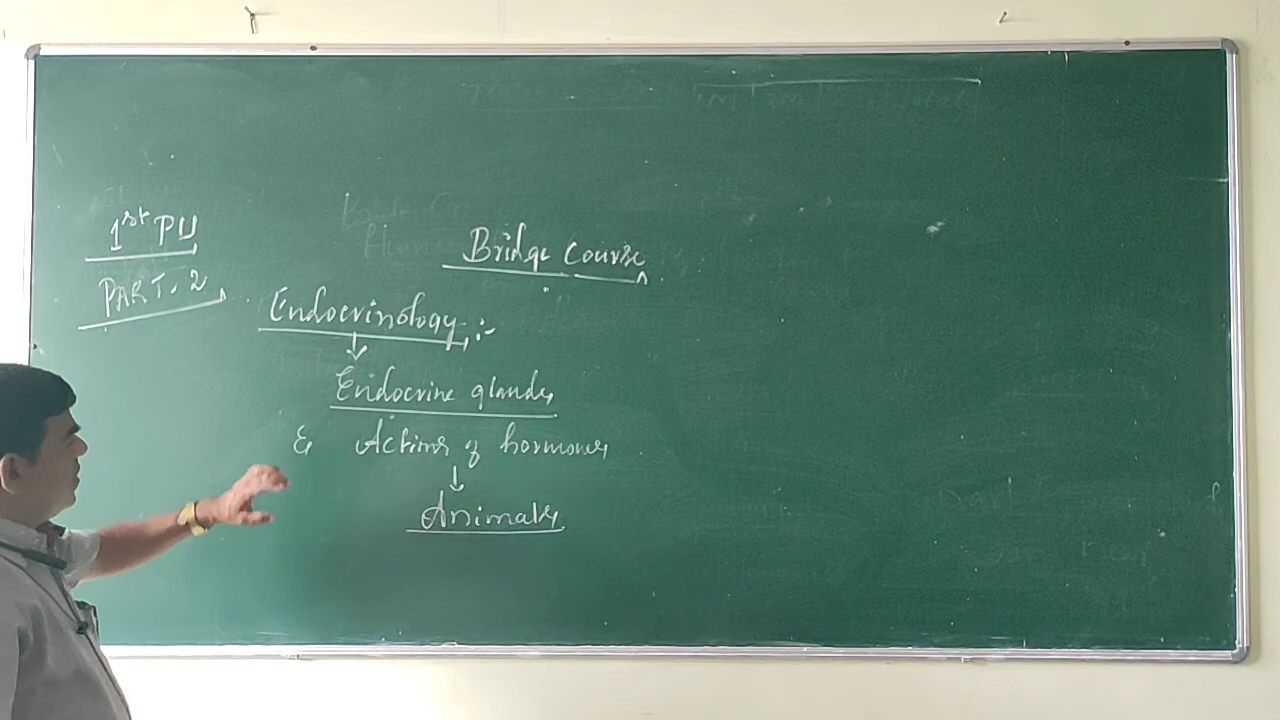 1st PU
PART-2
Bridge Course
Endocrinology :-
↓
Endocrine glands
& Actions of hormones
↓
Animals